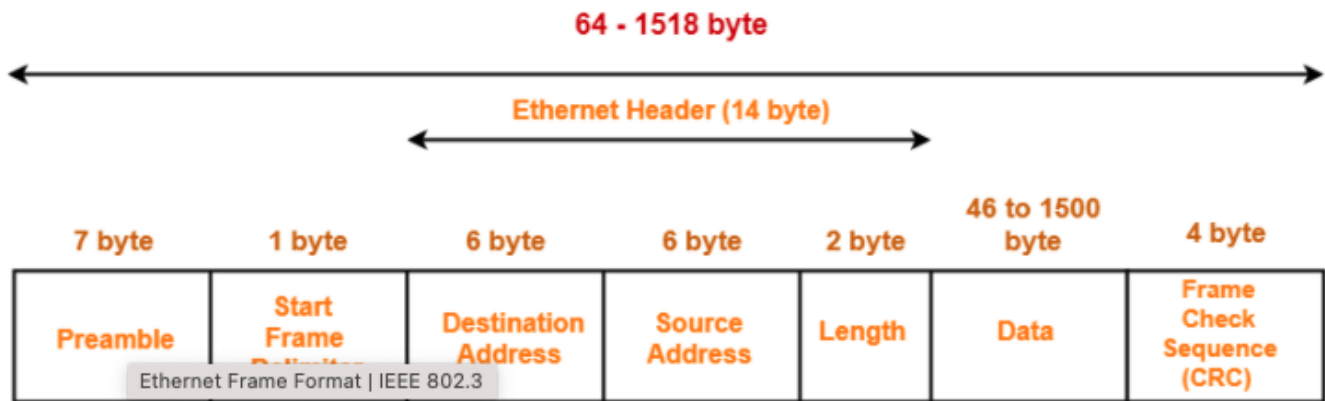 64 - 1518 byte
Ethernet Header (14 byte)
7 byte
1 byte
6 byte
6 byte
2 byte
46 to 1500
byte
4 byte
Preamble
Start
Frame
Destination
Address
Source
Address
Length
Data
Frame
Check
Sequence
(CRC)
Ethernet Frame Format | IEEE 802.3